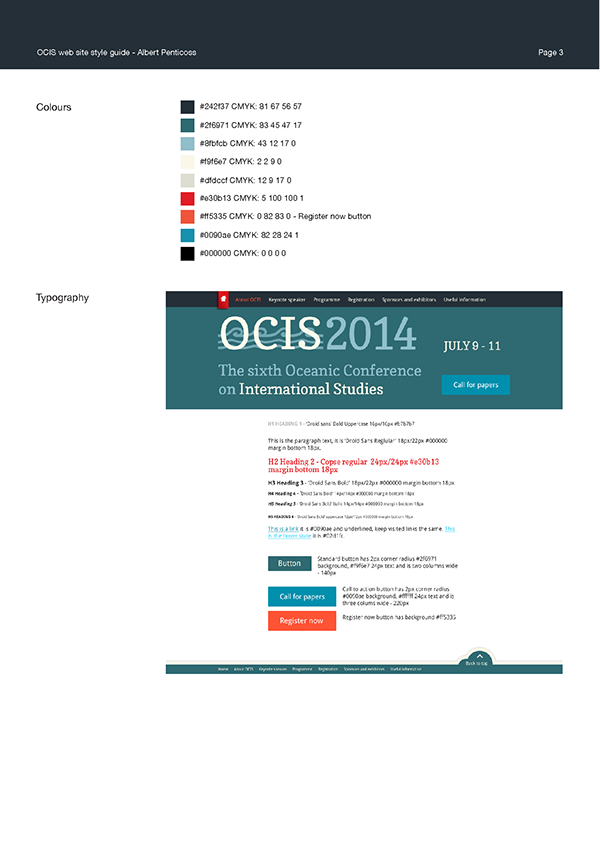 OCIS web site style guide - Albert Penticoss
Page 3
Colours
#242f37 CMYK: 81 67 56 57
#2f6971 CMYK: 83 45 47 17
#8fbfcb CMYK: 43 12 17 0
#f9f6e7 CMYK: 2 2 9 0
#dfdccf CMYK: 12 9 17 0
#e30b13 CMYK: 5 100 100 1
#ff5335 CMYK: 0 82 83 0 - Register now button
#0090ae CMYK: 82 28 24 1
#000000 CMYK: 0 0 0 0
Typography
About OCIS Keynote speaker Programme Registration Sponsors and exhibitors Useful information
OCIS2014
JULY 9 - 11
The sixth Oceanic Conference
on International Studies
Call for papers
H1 HEADING 1 - 'Droid sans' Bold Uppercase 16px/16px #b7b7b7
This is the paragraph text, it is 'Droid Sans Reglular' 18px/22px #000000
margin bottom 18px.
H2 Heading 2 - Copse regular 24px/24px #e30b13
margin bottom 18px
H3 Heading 3 - 'Droid Sans Bold' 18px/22px #000000 margin bottom 18px
H4 Heading 4 - 'Droid Sans Bold' 14px/14px #000000 margin bottom 18px
H5 Heading 5 - 'Droid Sans Bold' Italic 14px/14px #000000 margin bottom 18px
H6 HEADING 6 - 'Droid Sans Bold' uppercase 12px/12px #000000 margin bottom 18px
This is a link it is #0090ae and underlined, keep visited links the same. This
is the hover state it is
Button
Standard button has 2px corner radius #2f6971
background, #f9f6e7 24px text and is two columns wide
- 140px
Call for papers
Call to action button has 2px corner radius
#0090ae background, #ffffff 24px text and is
three colums wide - 220px
Register now
Register now button has background #ff5335
Back to top
Home About OCIS Keynote speaker Programme Registration Sponsors and exhibitors Useful information